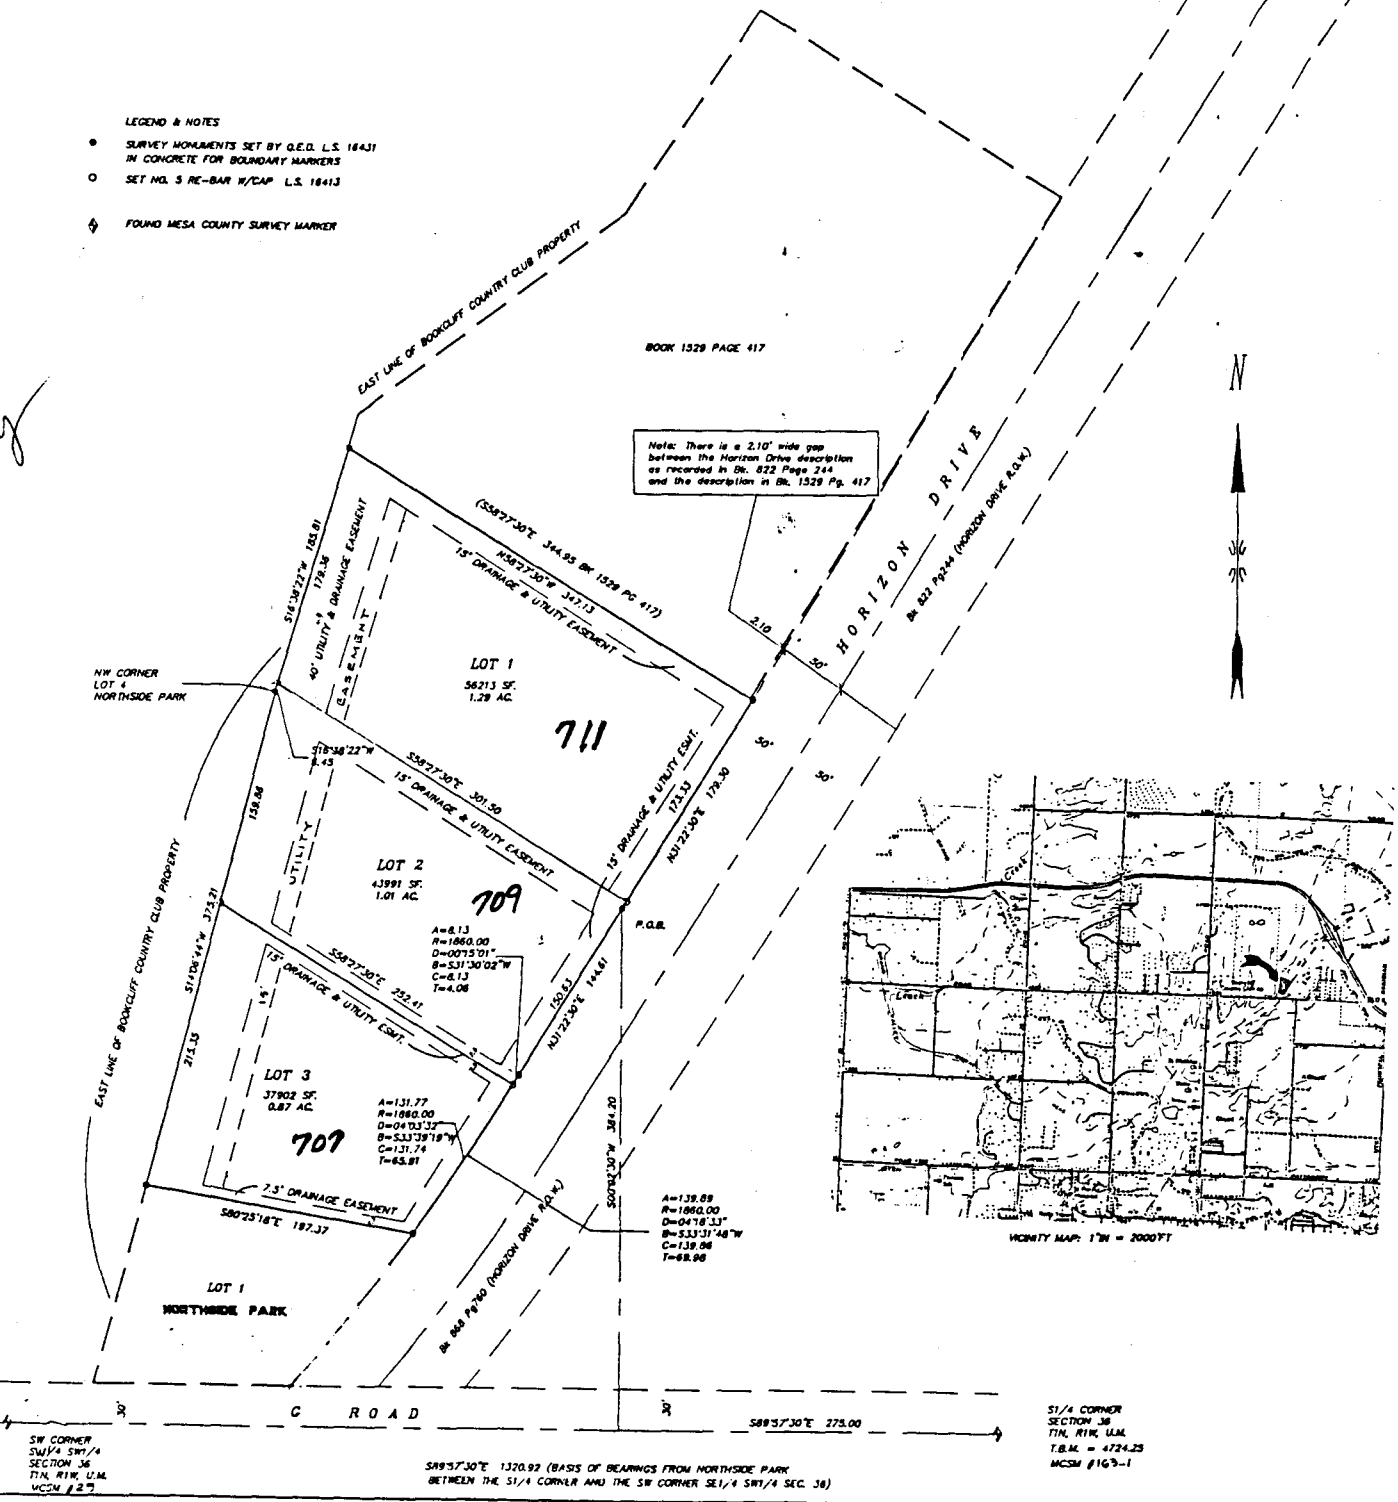 LEGEND & NOTES
SURVEY MONUMENTS SET BY Q.E.D. L.S. 16431
IN CONCRETE FOR BOUNDARY MARKERS
SET NO. 5 RE-BAR W/CAP L.S. 16413
FOUND MESA COUNTY SURVEY MARKER
EAST LINE OF BOOKCLIFF COUNTRY CLUB PROPERTY
BOOK 1529 PAGE 417
Note: There is a 2.10' wide gap
between the Horizon Drive description
as recorded in Bk. 822 Page 244
and the description in Bk. 1529 Pg. 417
N
HORIZON DRIVE
Bk 822 Pg244 (HORIZON DRIVE R.O.W.)
2.10
50'
50'
50'
(S58°27'30"E 344.95 BK 1529 PG 417)
N58°27'30"W 347.13
15' DRAINAGE & UTILITY EASEMENT
S16°38'22"W 185.81
179.36
40' UTILITY & DRAINAGE EASEMENT
EASEMENT
LOT 1
56213 SF.
1.29 AC.
711
NW CORNER
LOT 4
NORTHSIDE PARK
S16°38'22"W
6.45
S58°27'30"E 301.50
15' DRAINAGE & UTILITY EASEMENT
15' DRAINAGE & UTILITY ESMT.
173.33
N31°22'30"E 179.30
159.86
UTILITY
LOT 2
43991 SF.
1.01 AC.
709
A=8.13
R=1860.00
D=00°15'01"
B=S31°30'02"W
C=8.13
T=4.06
P.O.B.
150.63
N31°22'30"E 144.61
EAST LINE OF BOOKCLIFF COUNTRY CLUB PROPERTY
S14°06'44"W 375.21
215.35
S58°27'30"E 252.41
15' DRAINAGE & UTILITY ESMT.
15'
LOT 3
37902 SF.
0.87 AC.
707
A=131.77
R=1860.00
D=04°03'32"
B=S33°39'19"W
C=131.74
T=65.91
7.5' DRAINAGE EASEMENT
S80°25'18"E 197.37
S00°02'30"W 384.20
A=139.89
R=1860.00
D=04°18'33"
B=S33°31'48"W
C=139.86
T=69.98
Bk 868 Pg760 (HORIZON DRIVE R.O.W.)
Creek
Leach
VICINITY MAP: 1"IN = 2000'FT
LOT 1
NORTHSIDE PARK
30'
G ROAD
30'
S89°57'30"E 275.00
S1/4 CORNER
SECTION 36
T1N, R1W, U.M.
T.B.M. = 4724.25
MCSM #163-1
SW CORNER
SW1/4 SW1/4
SECTION 36
T1N, R1W, U.M.
MCSM #25
S89°57'30"E 1320.92 (BASIS OF BEARINGS FROM NORTHSIDE PARK
BETWEEN THE S1/4 CORNER AND THE SW CORNER SE1/4 SW1/4 SEC. 36)